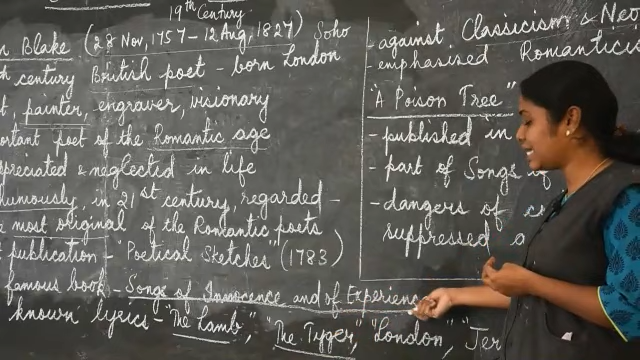 19th Century
n Blake (28 Nov, 1757 - 12 Aug, 1827) Soho
th century British poet - born London
t, painter, engraver, visionary
ortant poet of the Romantic age
preciated & neglected in life
humously, in 21st century, regarded -
e most original of the Romantic poets
t publication - "Poetical Sketches" (1783)
famous book - Songs of Innocence and of Experienc
known lyrics - "The Lamb", "The Tyger", "London", "Jer
- against Classicism & Neo
- emphasised Romanticis
"A Poison Tree"
- published in
- part of Songs of
- dangers of
suppressed a